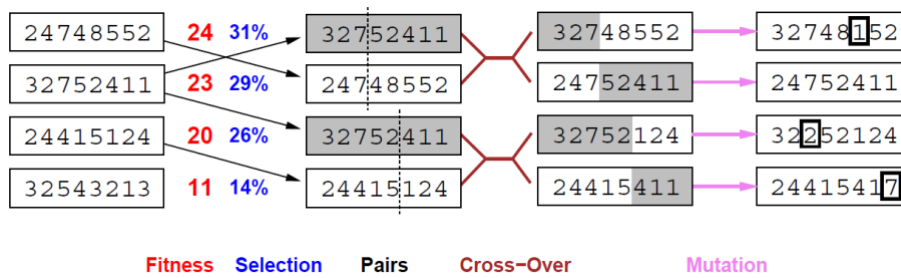 24748552 24 31% 32752411 32748552 32748152
32752411 23 29% 24748552 24752411 24752411
24415124 20 26% 32752411 32752124 32252124
32543213 11 14% 24415124 24415411 24415417
Fitness Selection Pairs Cross-Over Mutation